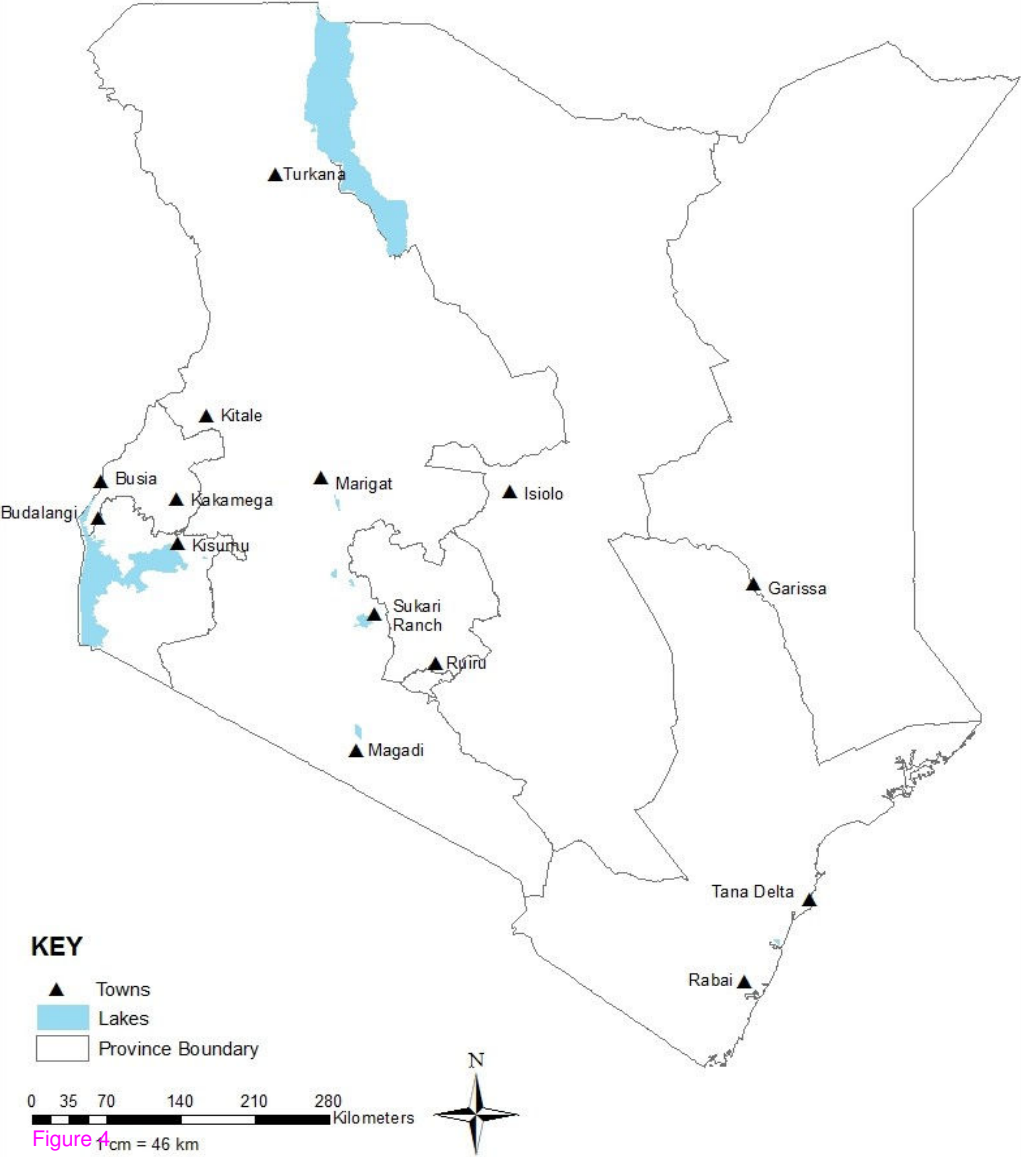 Turkana
Kitale
Busia
Marigat
Isiolo
Kakamega
Budalangi
Kisumu
Garissa
Sukari
Ranch
Ruiru
Magadi
Tana Delta
Rabai
KEY
Towns
Lakes
Province Boundary
N
0 35 70 140 210 280
Kilometers
Figure 4
1 cm = 46 km